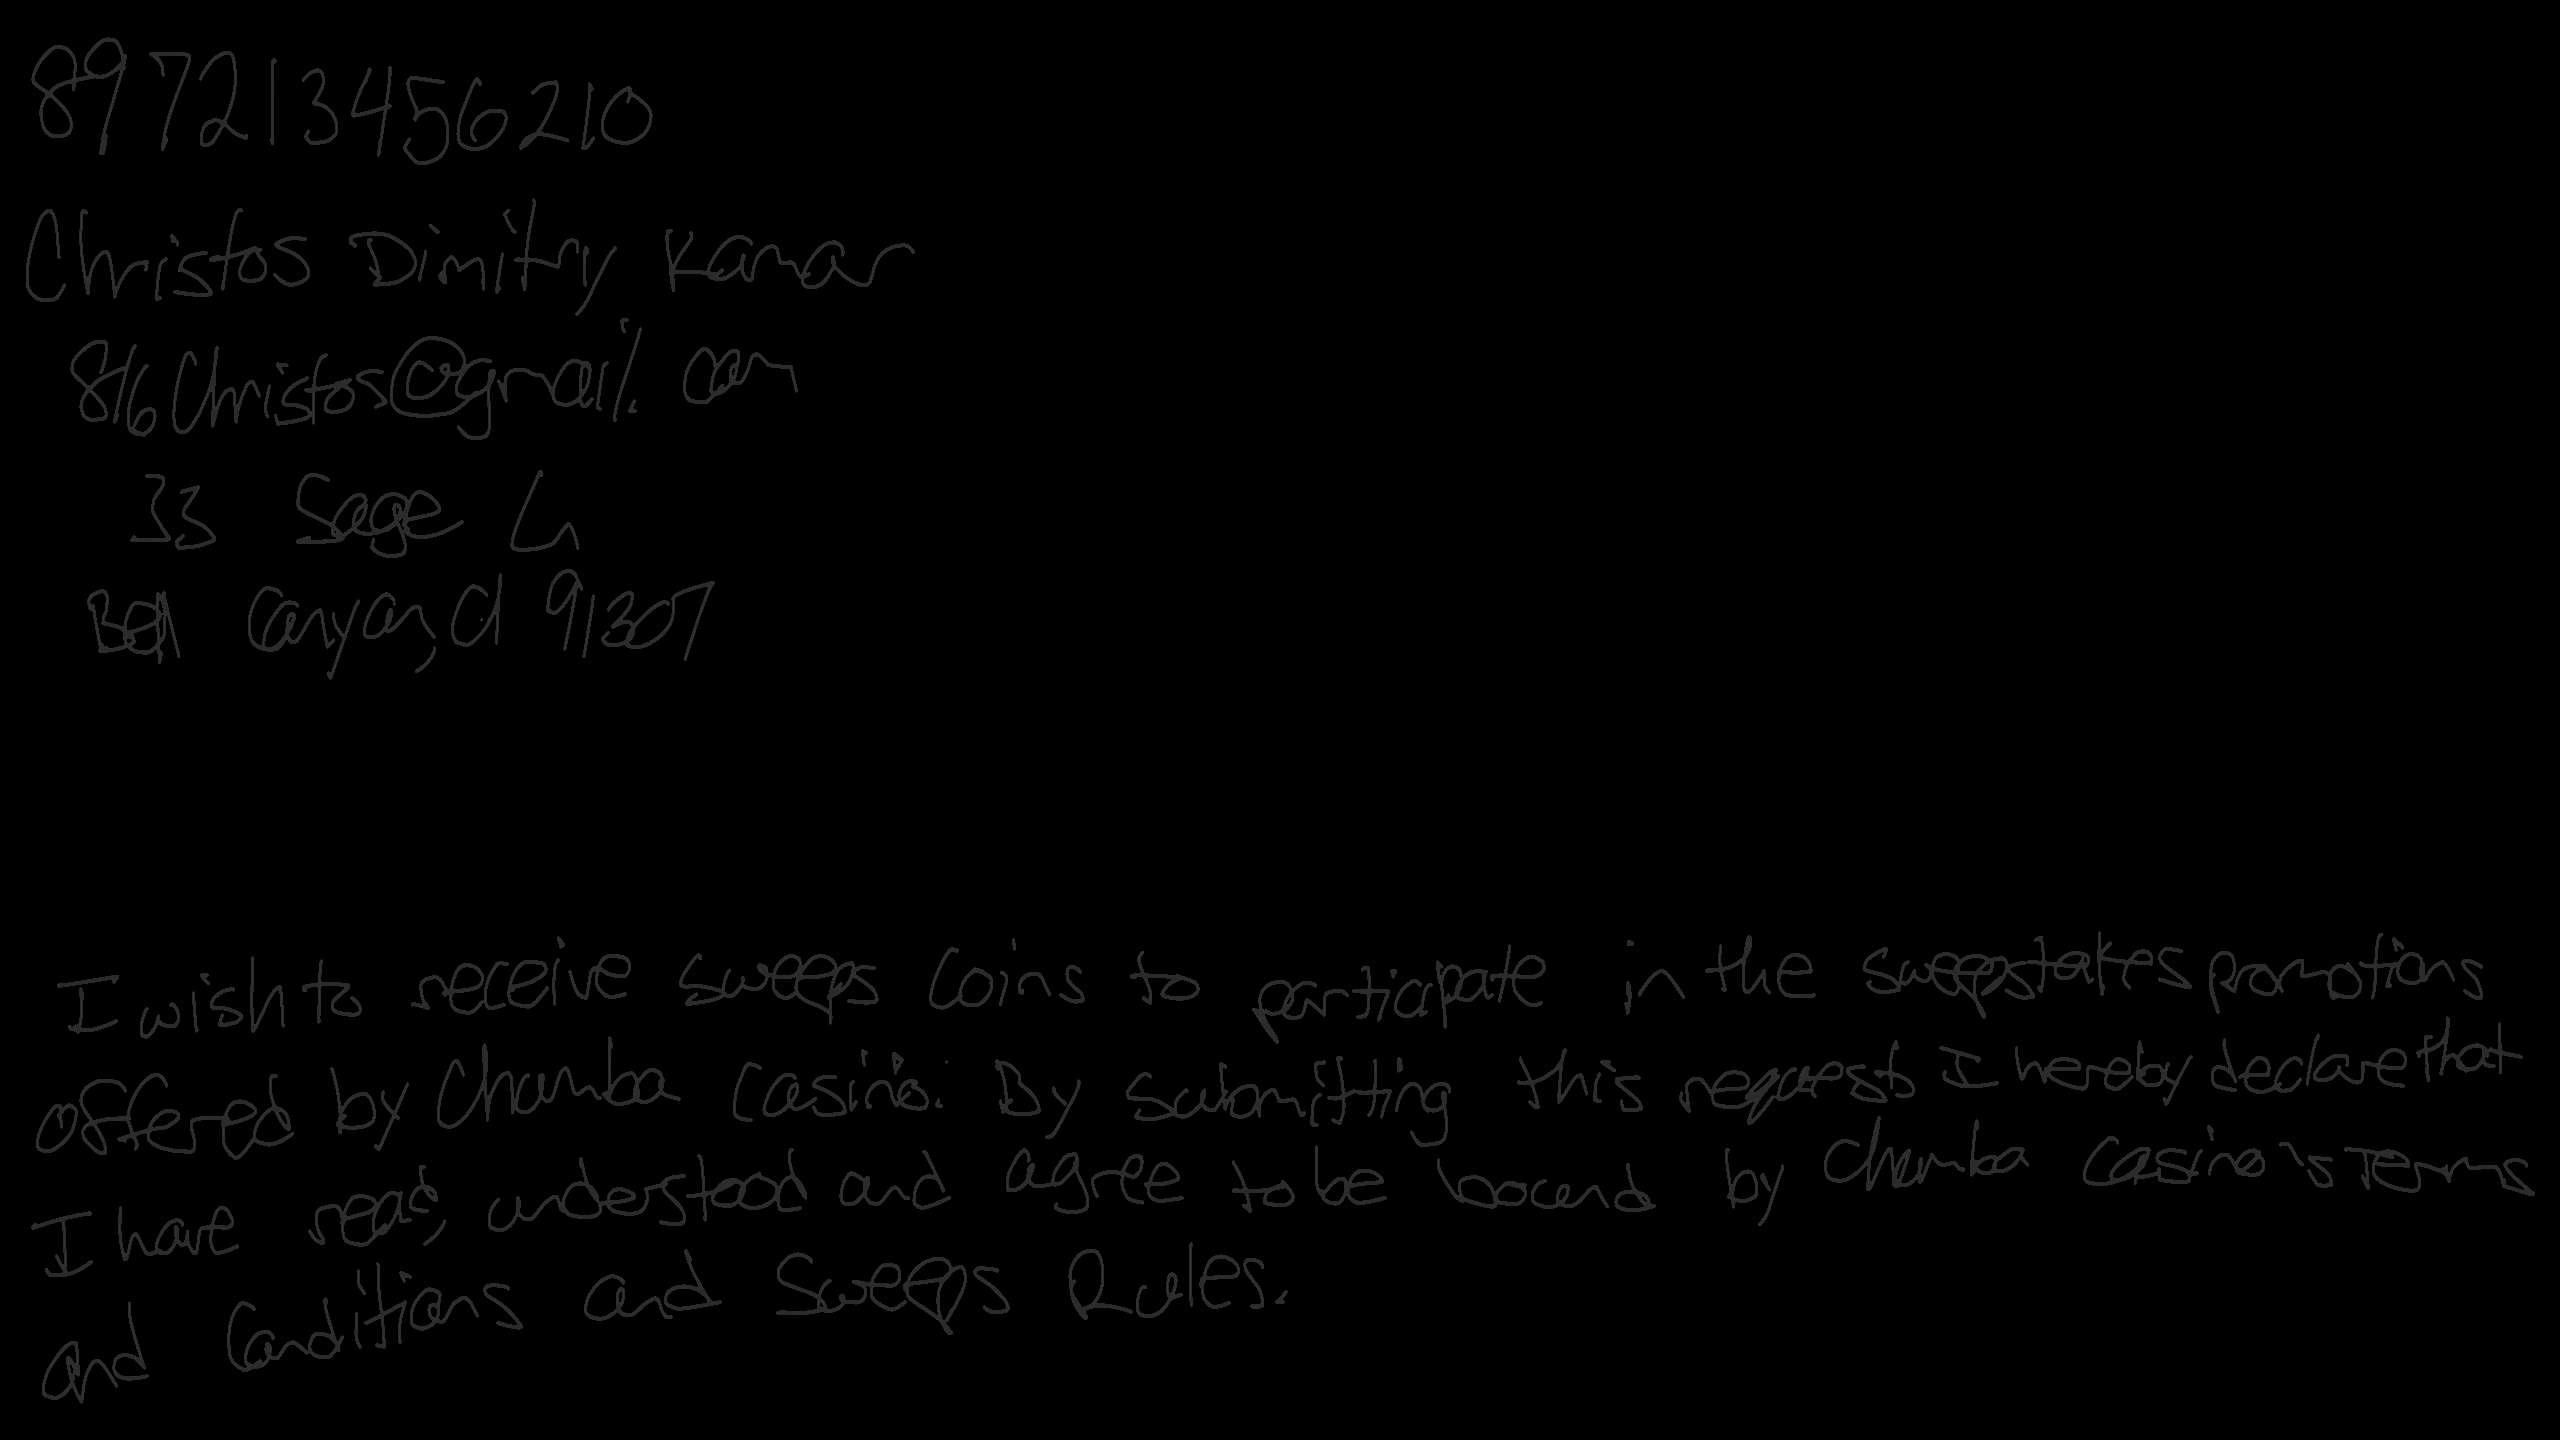 897213456210
Christos Dimitry Kamar
816Christos@gmail.com
33 Sage Ln
Bell Canyon, CA 91307
I wish to receive sweeps coins to participate in the sweepstakes promotions
offered by Chumba Casino. By submitting this request I hereby declare that
I have read, understood and agree to be bound by Chumba Casino's Terms
and Conditions and Sweeps Rules.